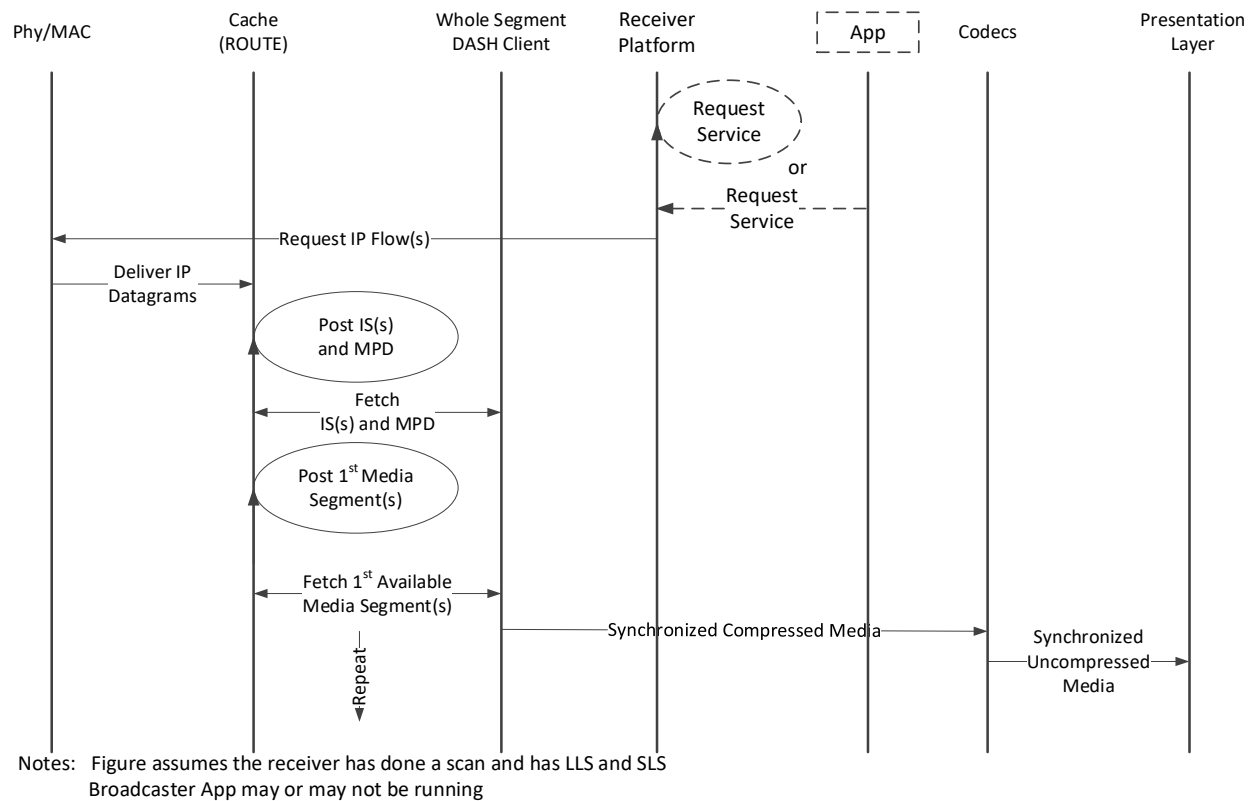 Phy/MAC
Cache
(ROUTE)
Whole Segment
DASH Client
Receiver
Platform
App
Codecs
Presentation
Layer
Request
Service
or
Request
Service
Request IP Flow(s)
Deliver IP
Datagrams
Post IS(s)
and MPD
Fetch
IS(s) and MPD
Post 1st Media
Segment(s)
Fetch 1st Available
Media Segment(s)
Synchronized Compressed Media
Synchronized
Uncompressed
Media
Repeat
Notes: Figure assumes the receiver has done a scan and has LLS and SLS
Broadcaster App may or may not be running